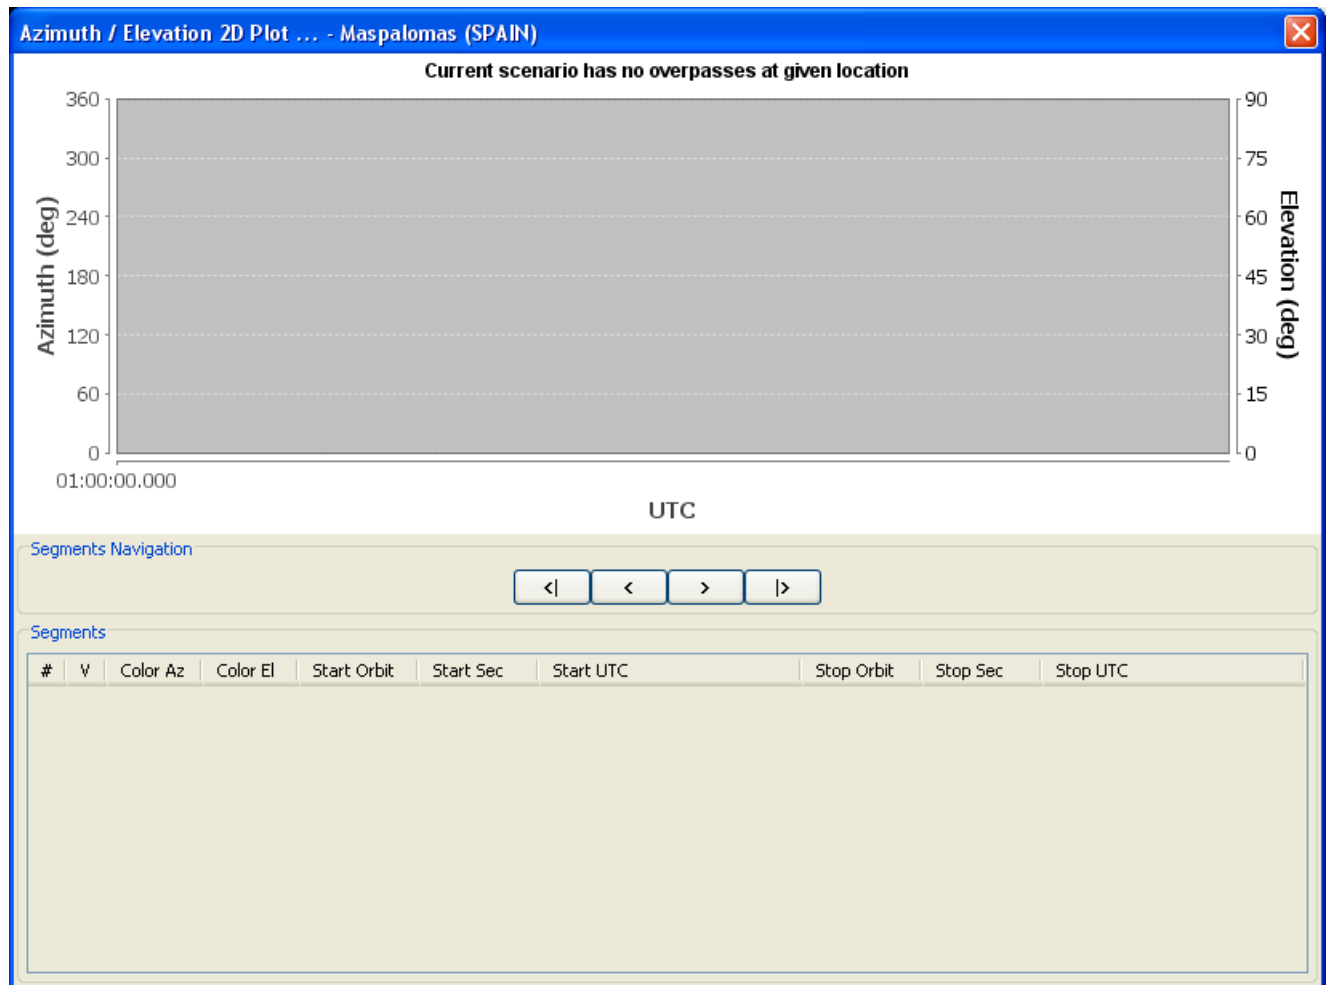 Azimuth / Elevation 2D Plot ... - Maspalomas (SPAIN)
Current scenario has no overpasses at given location
360
300
240
180
120
60
0
Azimuth (deg)
90
75
60
45
30
15
0
Elevation (deg)
01:00:00.000
UTC
Segments Navigation
<| < > |>
Segments
# V Color Az Color El Start Orbit Start Sec Start UTC Stop Orbit Stop Sec Stop UTC